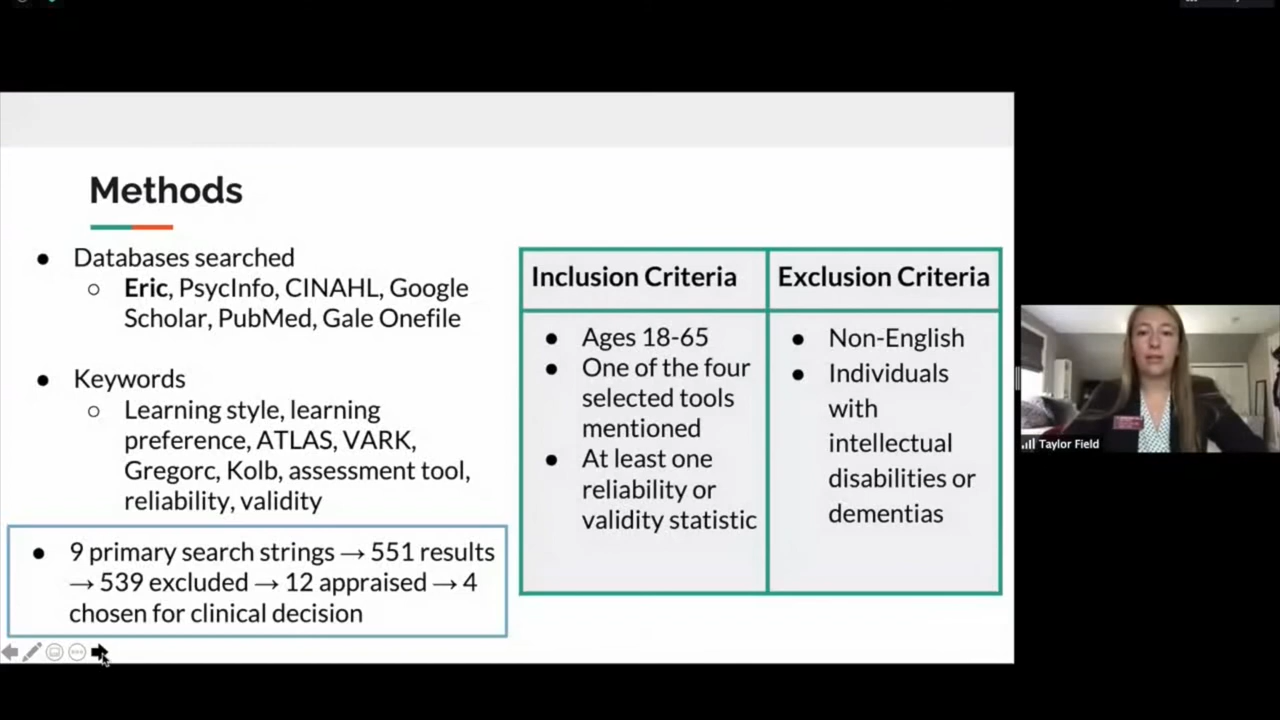 Methods
● Databases searched
○ Eric, PsycInfo, CINAHL, Google
Scholar, PubMed, Gale Onefile
● Keywords
○ Learning style, learning
preference, ATLAS, VARK,
Gregorc, Kolb, assessment tool,
reliability, validity
● 9 primary search strings → 551 results
→ 539 excluded → 12 appraised → 4
chosen for clinical decision
Inclusion Criteria
● Ages 18-65
● One of the four
selected tools
mentioned
● At least one
reliability or
validity statistic
Exclusion Criteria
● Non-English
● Individuals
with
intellectual
disabilities or
dementias
Taylor Field